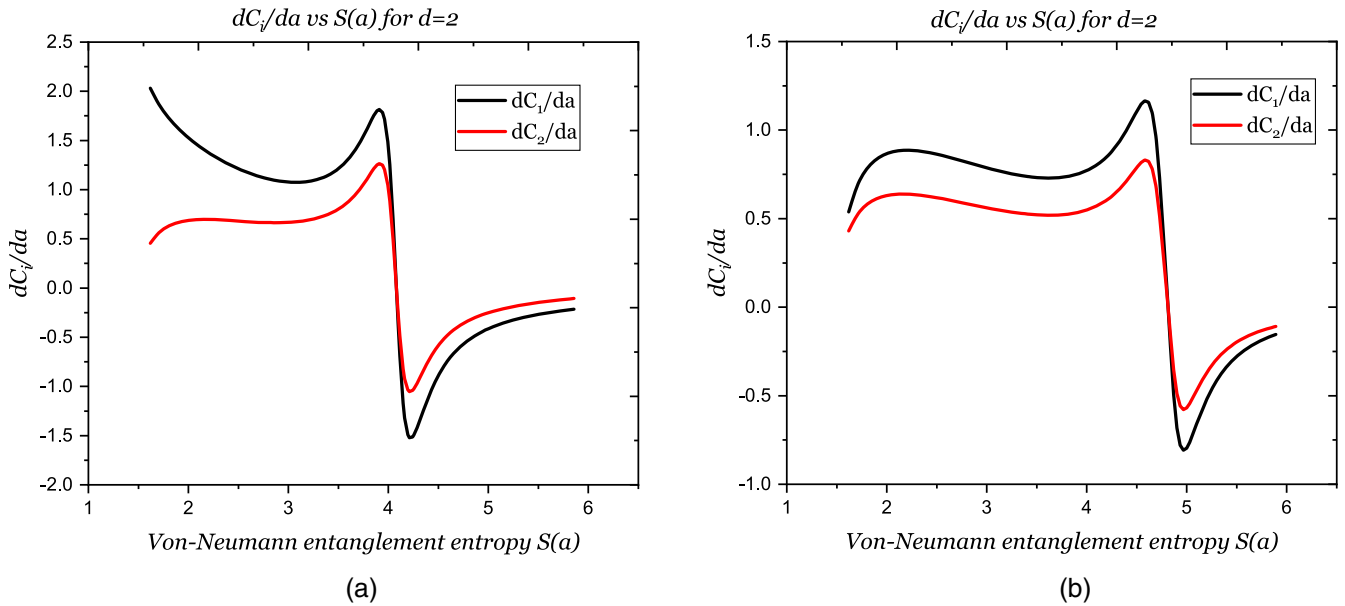 dCᵢ/da vs S(a) for d=2
2.5
2.0
1.5
1.0
0.5
0.0
-0.5
-1.0
-1.5
-2.0
dCᵢ/da
dC₁/da
dC₂/da
1 2 3 4 5 6
Von-Neumann entanglement entropy S(a)
(a)
dCᵢ/da vs S(a) for d=2
1.5
1.0
0.5
0.0
-0.5
-1.0
dCᵢ/da
dC₁/da
dC₂/da
1 2 3 4 5 6
Von-Neumann entanglement entropy S(a)
(b)